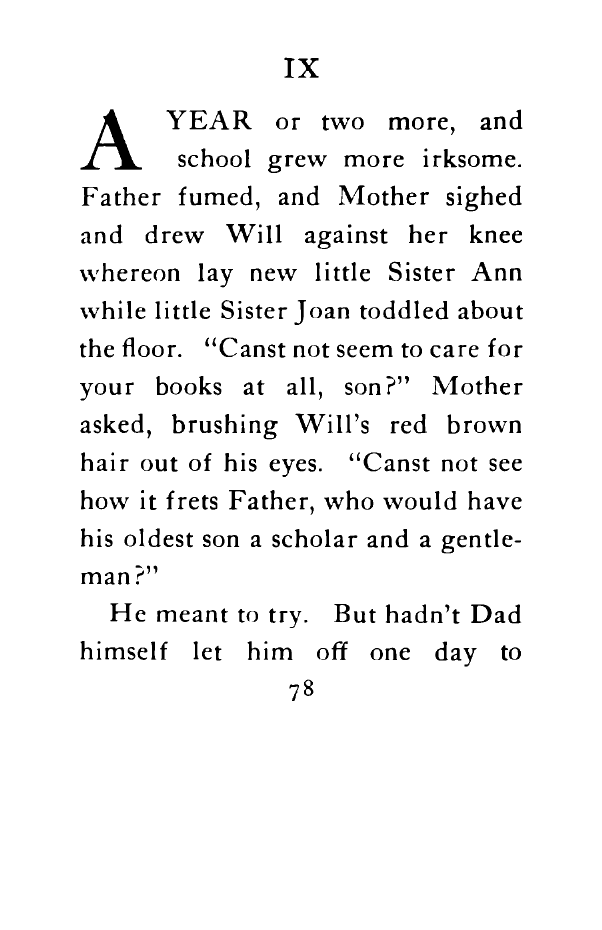 IX
A YEAR or two more, and
school grew more irksome.
Father fumed, and Mother sighed
and drew Will against her knee
whereon lay new little Sister Ann
while little Sister Joan toddled about
the floor. “Canst not seem to care for
your books at all, son?” Mother
asked, brushing Will’s red brown
hair out of his eyes. “Canst not see
how it frets Father, who would have
his oldest son a scholar and a gentle-
man?”
He meant to try. But hadn’t Dad
himself let him off one day to
78